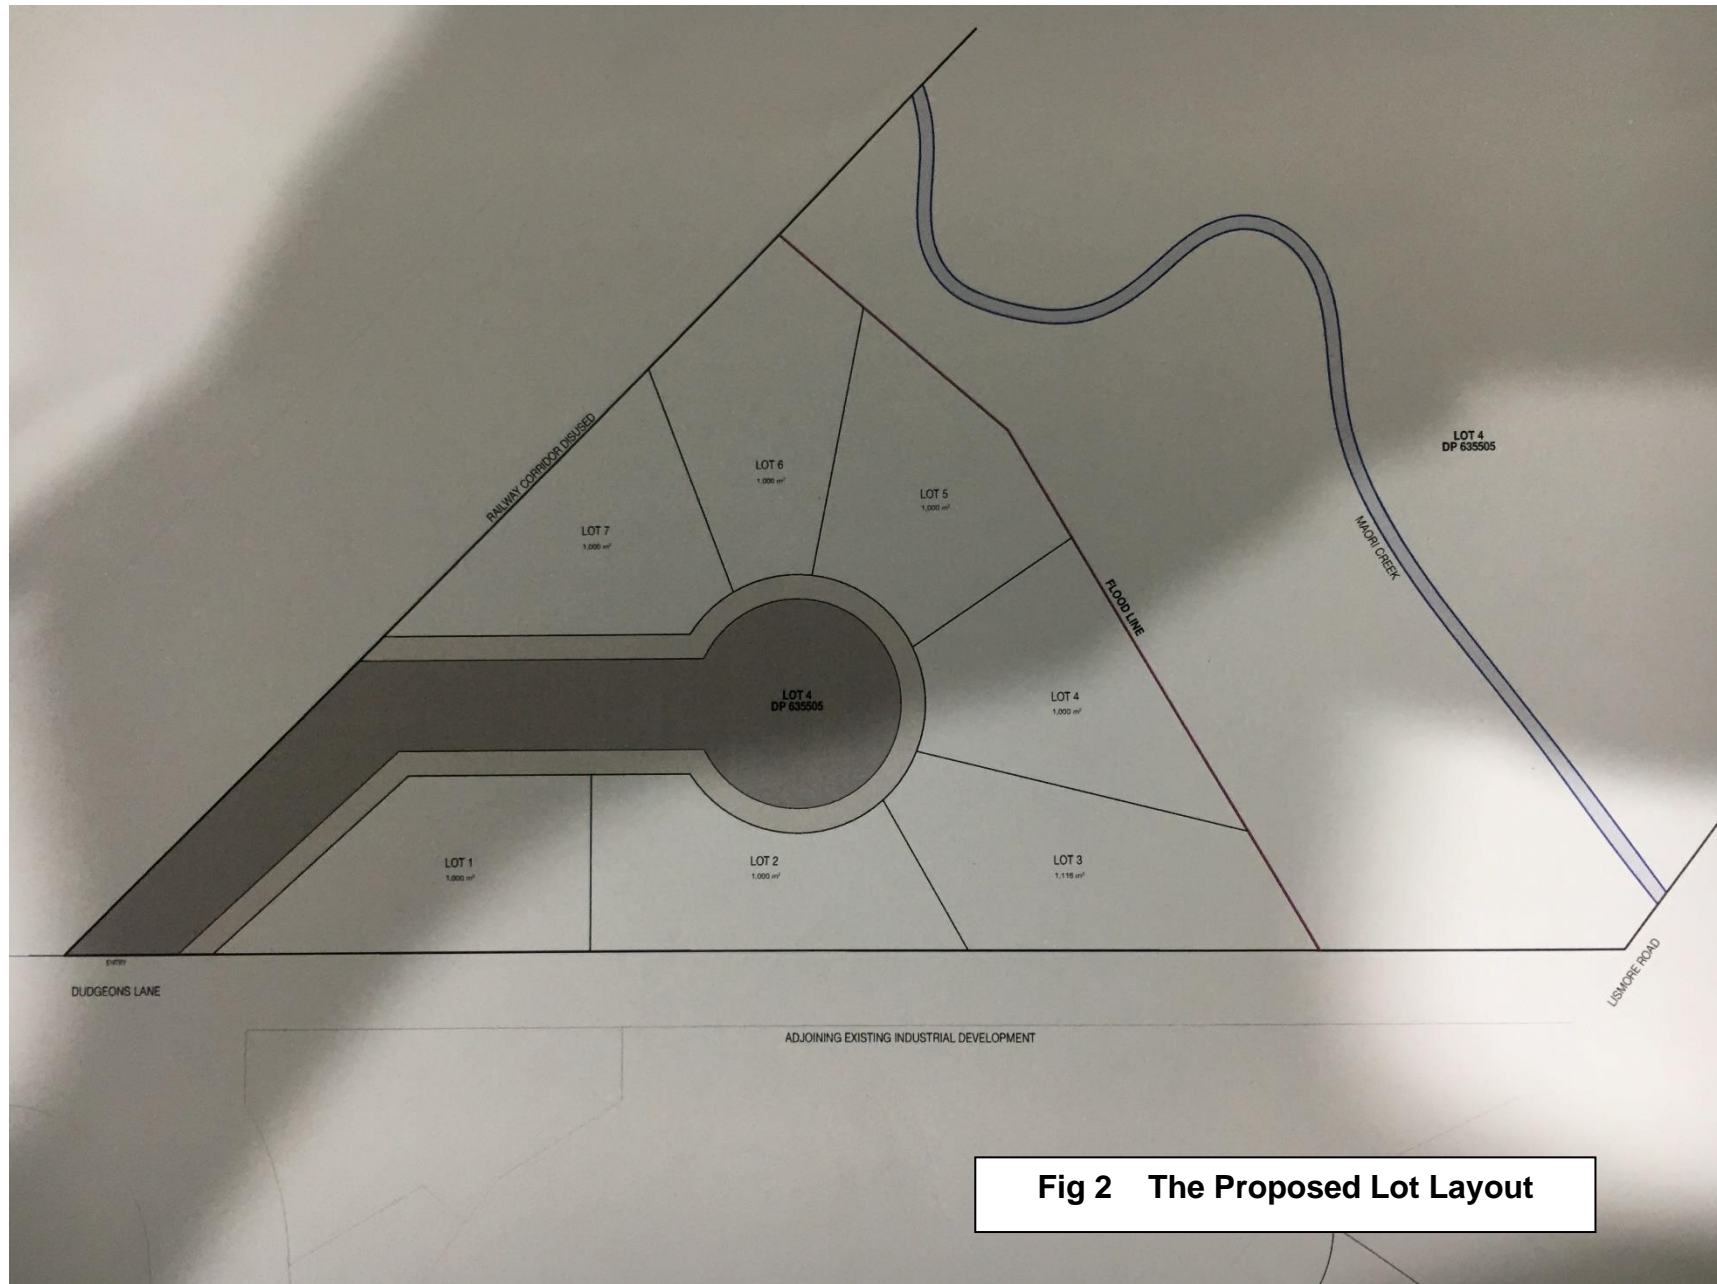 RAILWAY CORRIDOR DISUSED
LOT 6
1,000 m²
LOT 5
1,000 m²
LOT 7
1,000 m²
LOT 4
DP 635505
MAORI CREEK
FLOOD LINE
LOT 4
DP 635505
LOT 4
1,000 m²
LOT 1
1,000 m²
LOT 2
1,000 m²
LOT 3
1,116 m²
ENTRY
DUDGEONS LANE
LISMORE ROAD
ADJOINING EXISTING INDUSTRIAL DEVELOPMENT
Fig 2 The Proposed Lot Layout